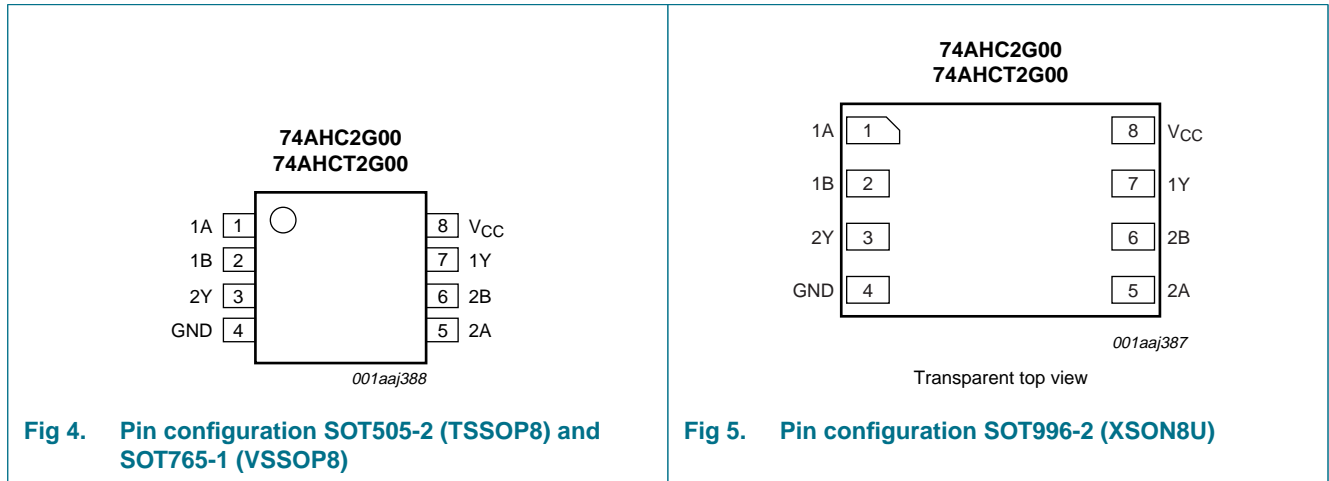 74AHC2G00
74AHCT2G00
1A 1 8 VCC
1B 2 7 1Y
2Y 3 6 2B
GND 4 5 2A
001aaj388
Fig 4. Pin configuration SOT505-2 (TSSOP8) and
SOT765-1 (VSSOP8)
74AHC2G00
74AHCT2G00
1A 1 8 VCC
1B 2 7 1Y
2Y 3 6 2B
GND 4 5 2A
001aaj387
Transparent top view
Fig 5. Pin configuration SOT996-2 (XSON8U)